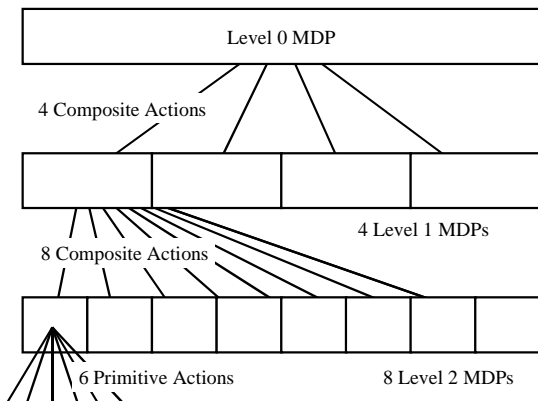 Level 0 MDP
4 Composite Actions
4 Level 1 MDPs
8 Composite Actions
6 Primitive Actions
8 Level 2 MDPs